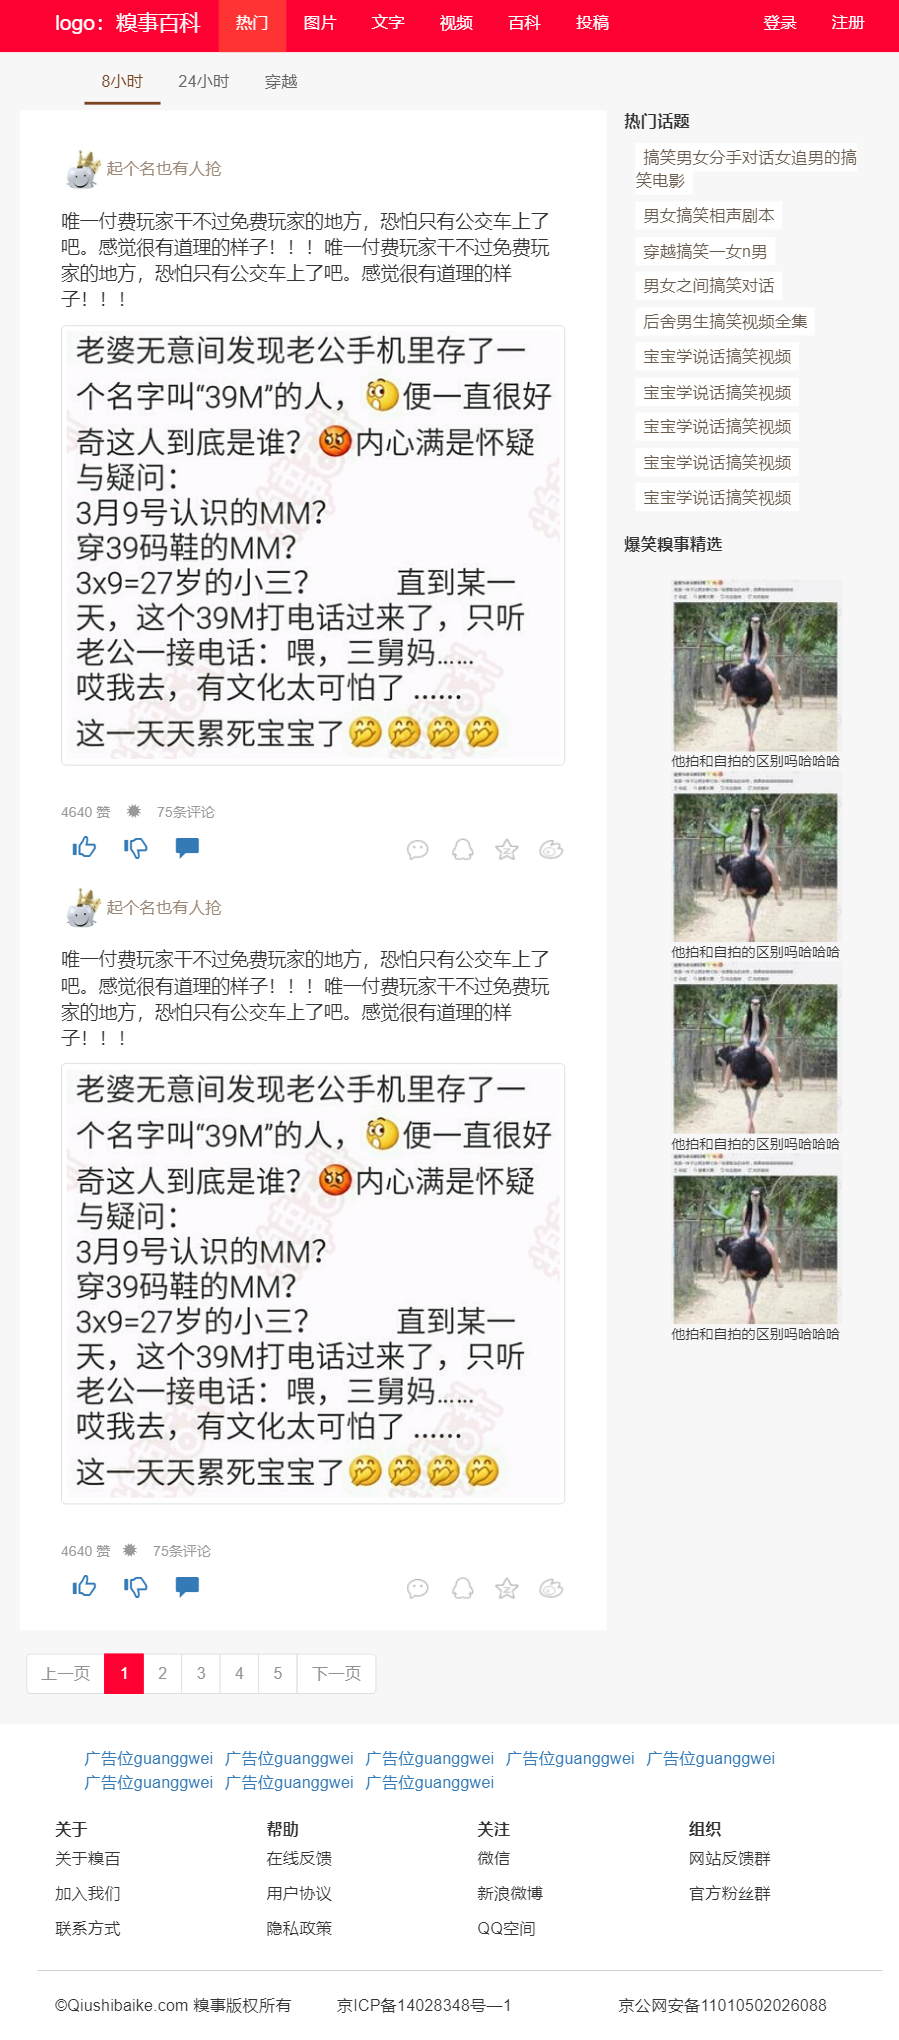 logo：糗事百科 热门 图片 文字 视频 百科 投稿 登录 注册
8小时 24小时 穿越
起个名也有人抢
唯一付费玩家干不过免费玩家的地方，恐怕只有公交车上了
吧。感觉很有道理的样子！！！唯一付费玩家干不过免费玩
家的地方，恐怕只有公交车上了吧。感觉很有道理的样
子！！！
老婆无意间发现老公手机里存了一
个名字叫“39M”的人，便一直很好
奇这人到底是谁？内心满是怀疑
与疑问：
3月9号认识的MM？
穿39码鞋的MM？
3x9=27岁的小三？ 直到某一
天，这个39M打电话过来了，只听
老公一接电话：喂，三舅妈……
哎我去，有文化太可怕了 ......
这一天天累死宝宝了
4640 赞 75条评论
起个名也有人抢
唯一付费玩家干不过免费玩家的地方，恐怕只有公交车上了
吧。感觉很有道理的样子！！！唯一付费玩家干不过免费玩
家的地方，恐怕只有公交车上了吧。感觉很有道理的样
子！！！
老婆无意间发现老公手机里存了一
个名字叫“39M”的人，便一直很好
奇这人到底是谁？内心满是怀疑
与疑问：
3月9号认识的MM？
穿39码鞋的MM？
3x9=27岁的小三？ 直到某一
天，这个39M打电话过来了，只听
老公一接电话：喂，三舅妈……
哎我去，有文化太可怕了 ......
这一天天累死宝宝了
4640 赞 75条评论
热门话题
搞笑男女分手对话女追男的搞
笑电影
男女搞笑相声剧本
穿越搞笑一女n男
男女之间搞笑对话
后舍男生搞笑视频全集
宝宝学说话搞笑视频
宝宝学说话搞笑视频
宝宝学说话搞笑视频
宝宝学说话搞笑视频
宝宝学说话搞笑视频
爆笑糗事精选
他拍和自拍的区别吗哈哈哈
他拍和自拍的区别吗哈哈哈
他拍和自拍的区别吗哈哈哈
他拍和自拍的区别吗哈哈哈
上一页 1 2 3 4 5 下一页
广告位guanggwei 广告位guanggwei 广告位guanggwei 广告位guanggwei 广告位guanggwei
广告位guanggwei 广告位guanggwei 广告位guanggwei
关于 帮助 关注 组织
关于糗百 在线反馈 微信 网站反馈群
加入我们 用户协议 新浪微博 官方粉丝群
联系方式 隐私政策 QQ空间
©Qiushibaike.com 糗事版权所有 京ICP备14028348号—1 京公网安备11010502026088